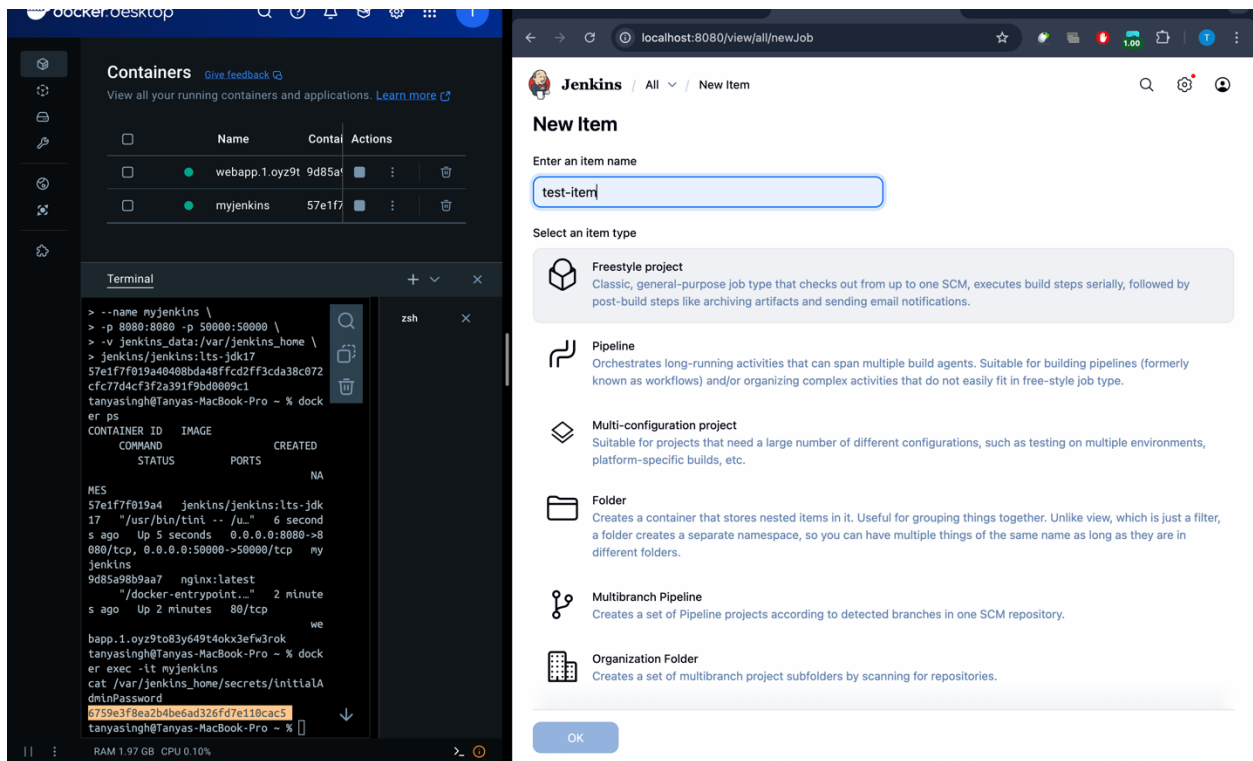 docker.desktop
T
Containers Give feedback
View all your running containers and applications. Learn more
Name Contai Actions
webapp.1.oyz9t 9d85a9
myjenkins 57e1f7
Terminal
zsh
> --name myjenkins \
> -p 8080:8080 -p 50000:50000 \
> -v jenkins_data:/var/jenkins_home \
> jenkins/jenkins:lts-jdk17
57e1f7f019a40408bda48ffcd2ff3cda38c072
cfc77d4cf3f2a391f9bd0009c1
tanyasingh@Tanyas-MacBook-Pro ~ % dock
er ps
CONTAINER ID IMAGE
COMMAND CREATED
STATUS PORTS
NA
MES
57e1f7f019a4 jenkins/jenkins:lts-jdk
17 "/usr/bin/tini -- /u…" 6 second
s ago Up 5 seconds 0.0.0.0:8080->8
080/tcp, 0.0.0.0:50000->50000/tcp my
jenkins
9d85a98b9aa7 nginx:latest
"/docker-entrypoint.…" 2 minute
s ago Up 2 minutes 80/tcp
we
bapp.1.oyz9to83y649t4okx3efw3rok
tanyasingh@Tanyas-MacBook-Pro ~ % dock
er exec -it myjenkins
cat /var/jenkins_home/secrets/initialA
dminPassword
6759e3f8ea2b4be6ad326fd7e110cac5
tanyasingh@Tanyas-MacBook-Pro ~ %
RAM 1.97 GB CPU 0.10%
localhost:8080/view/all/newJob
1.00
T
Jenkins / All / New Item
New Item
Enter an item name
test-item
Select an item type
Freestyle project
Classic, general-purpose job type that checks out from up to one SCM, executes build steps serially, followed by
post-build steps like archiving artifacts and sending email notifications.
Pipeline
Orchestrates long-running activities that can span multiple build agents. Suitable for building pipelines (formerly
known as workflows) and/or organizing complex activities that do not easily fit in free-style job type.
Multi-configuration project
Suitable for projects that need a large number of different configurations, such as testing on multiple environments,
platform-specific builds, etc.
Folder
Creates a container that stores nested items in it. Useful for grouping things together. Unlike view, which is just a filter,
a folder creates a separate namespace, so you can have multiple things of the same name as long as they are in
different folders.
Multibranch Pipeline
Creates a set of Pipeline projects according to detected branches in one SCM repository.
Organization Folder
Creates a set of multibranch project subfolders by scanning for repositories.
OK